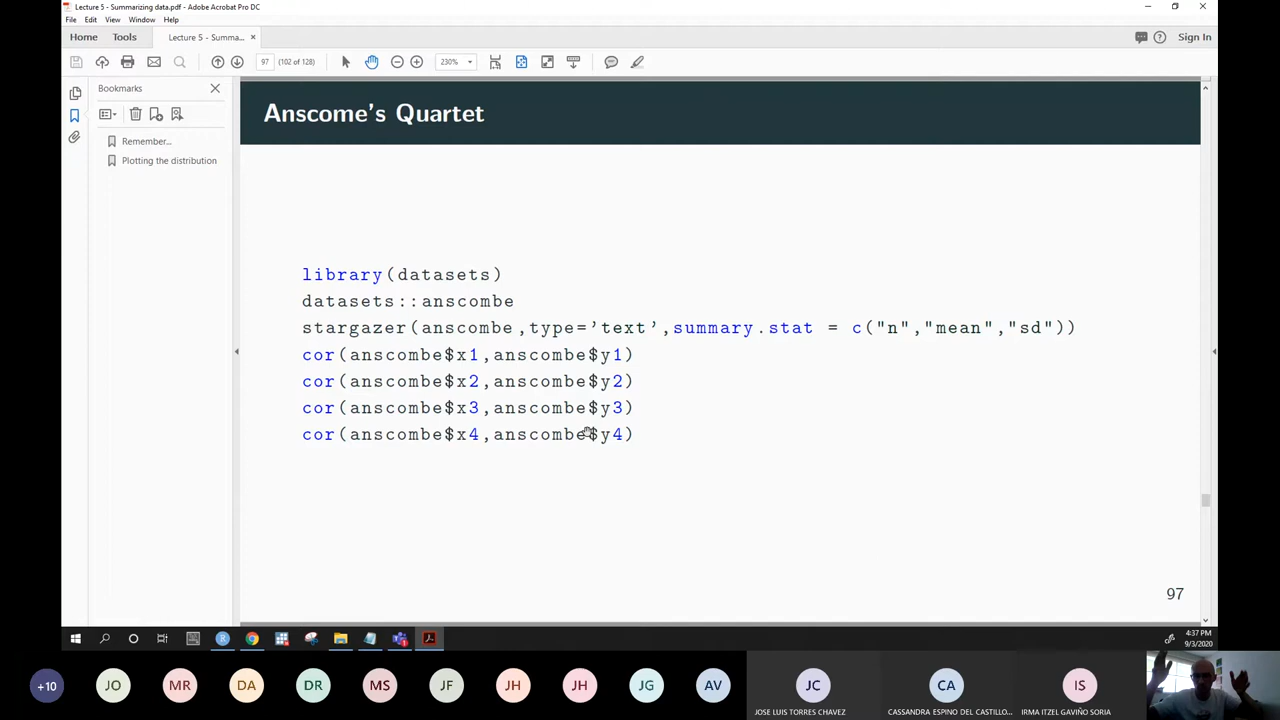 Lecture 5 - Summarizing data.pdf - Adobe Acrobat Pro DC
File Edit View Window Help
Home Tools Lecture 5 - Summa... × Sign In
97 (102 of 128) 230%
Bookmarks
Remember...
Plotting the distribution
Anscome's Quartet
library(datasets)
datasets::anscombe
stargazer(anscombe,type='text',summary.stat = c("n","mean","sd"))
cor(anscombe$x1,anscombe$y1)
cor(anscombe$x2,anscombe$y2)
cor(anscombe$x3,anscombe$y3)
cor(anscombe$x4,anscombe$y4)
97
4:37 PM
9/3/2020
+10 JO MR DA DR MS JF JH JH JG AV JC CA IS
JOSE LUIS TORRES CHAVEZ CASSANDRA ESPINO DEL CASTILLO... IRMA ITZEL GAVIÑO SORIA